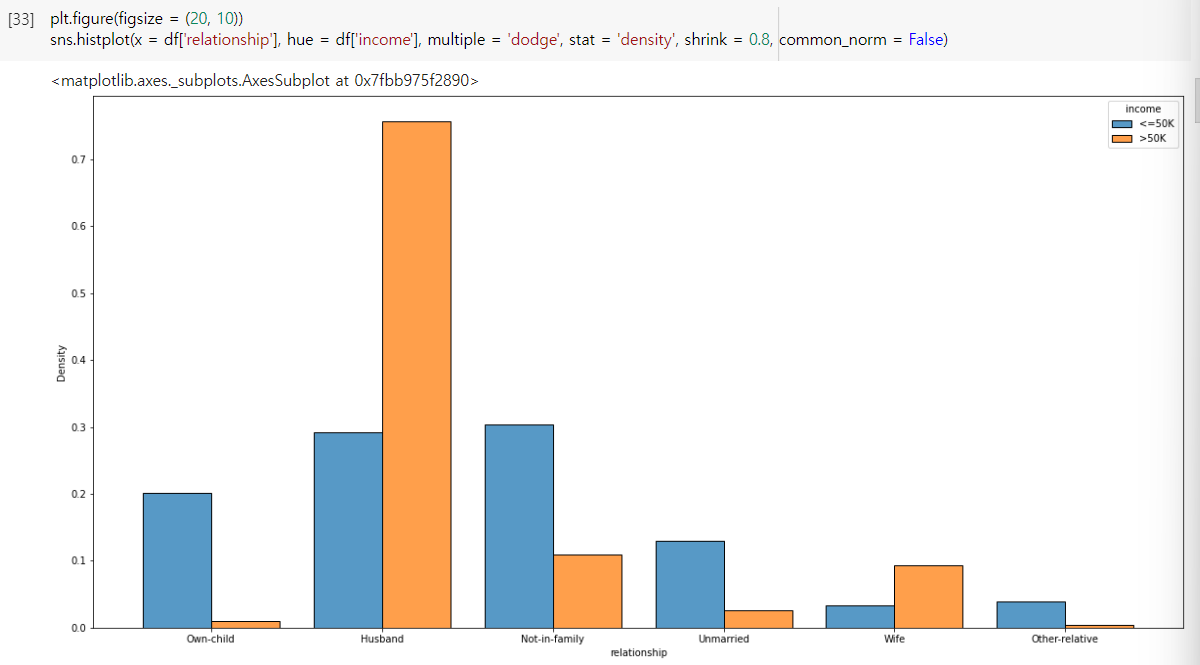 [33] plt.figure(figsize = (20, 10))
sns.histplot(x = df['relationship'], hue = df['income'], multiple = 'dodge', stat = 'density', shrink = 0.8, common_norm = False)
<matplotlib.axes._subplots.AxesSubplot at 0x7fbb975f2890>
income
<=50K
>50K
0.7
0.6
0.5
0.4
0.3
0.2
0.1
0.0
Density
Own-child Husband Not-in-family Unmarried Wife Other-relative
relationship